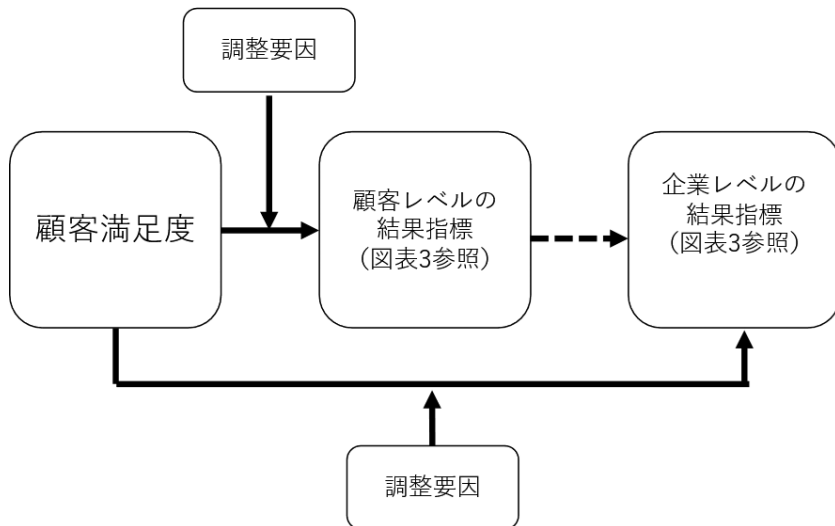 調整要因
顧客満足度
顧客レベルの
結果指標
(図表3参照)
企業レベルの
結果指標
(図表3参照)
調整要因